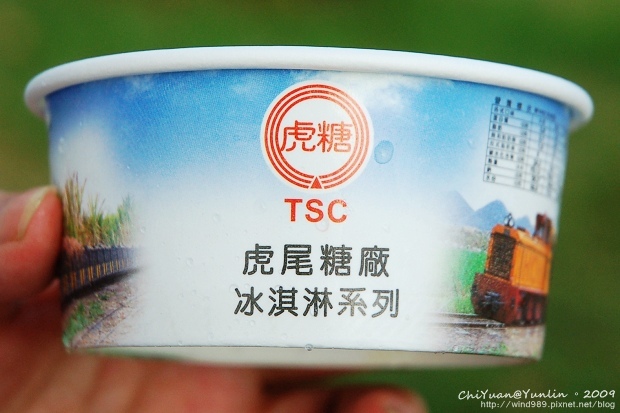 虎糖
TSC
虎尾糖廠
冰淇淋系列
ChiYuan@Yunlin。2009
http://wind989.pixnet.net/blog